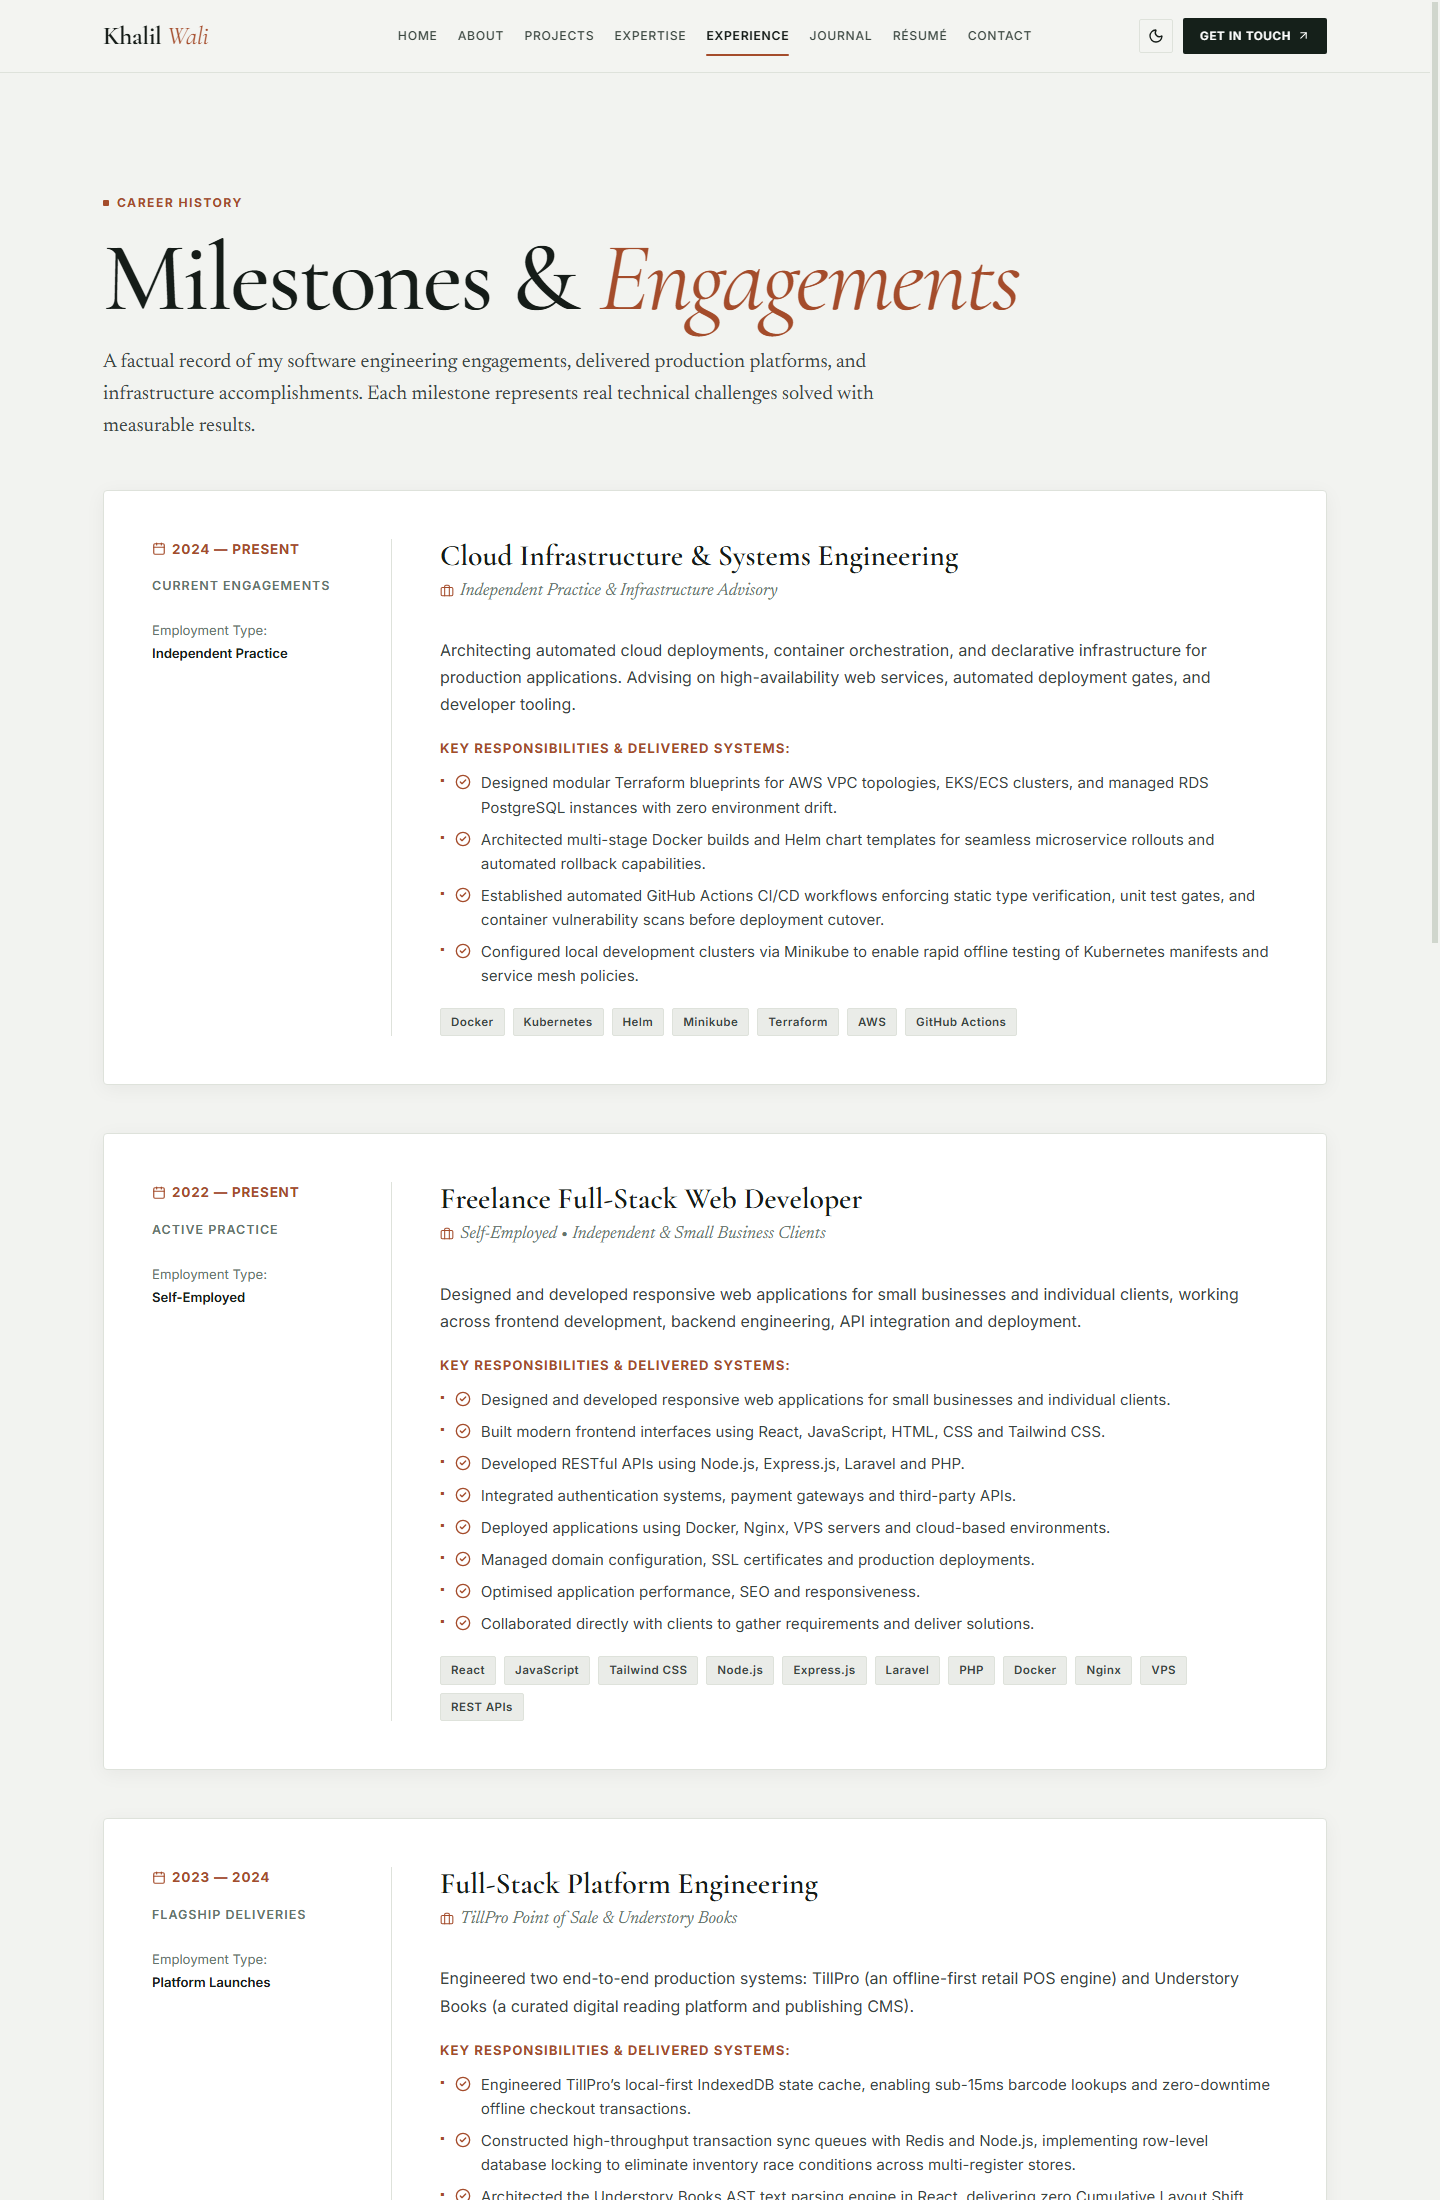 Khalil Wali
HOME ABOUT PROJECTS EXPERTISE EXPERIENCE JOURNAL RÉSUMÉ CONTACT
GET IN TOUCH
CAREER HISTORY
Milestones & Engagements
A factual record of my software engineering engagements, delivered production platforms, and
infrastructure accomplishments. Each milestone represents real technical challenges solved with
measurable results.
2024 — PRESENT
CURRENT ENGAGEMENTS
Employment Type:
Independent Practice
Cloud Infrastructure & Systems Engineering
Independent Practice & Infrastructure Advisory
Architecting automated cloud deployments, container orchestration, and declarative infrastructure for
production applications. Advising on high-availability web services, automated deployment gates, and
developer tooling.
KEY RESPONSIBILITIES & DELIVERED SYSTEMS:
Designed modular Terraform blueprints for AWS VPC topologies, EKS/ECS clusters, and managed RDS
PostgreSQL instances with zero environment drift.
Architected multi-stage Docker builds and Helm chart templates for seamless microservice rollouts and
automated rollback capabilities.
Established automated GitHub Actions CI/CD workflows enforcing static type verification, unit test gates, and
container vulnerability scans before deployment cutover.
Configured local development clusters via Minikube to enable rapid offline testing of Kubernetes manifests and
service mesh policies.
Docker Kubernetes Helm Minikube Terraform AWS GitHub Actions
2022 — PRESENT
ACTIVE PRACTICE
Employment Type:
Self-Employed
Freelance Full-Stack Web Developer
Self-Employed • Independent & Small Business Clients
Designed and developed responsive web applications for small businesses and individual clients, working
across frontend development, backend engineering, API integration and deployment.
KEY RESPONSIBILITIES & DELIVERED SYSTEMS:
Designed and developed responsive web applications for small businesses and individual clients.
Built modern frontend interfaces using React, JavaScript, HTML, CSS and Tailwind CSS.
Developed RESTful APIs using Node.js, Express.js, Laravel and PHP.
Integrated authentication systems, payment gateways and third-party APIs.
Deployed applications using Docker, Nginx, VPS servers and cloud-based environments.
Managed domain configuration, SSL certificates and production deployments.
Optimised application performance, SEO and responsiveness.
Collaborated directly with clients to gather requirements and deliver solutions.
React JavaScript Tailwind CSS Node.js Express.js Laravel PHP Docker Nginx VPS
REST APIs
2023 — 2024
FLAGSHIP DELIVERIES
Employment Type:
Platform Launches
Full-Stack Platform Engineering
TillPro Point of Sale & Understory Books
Engineered two end-to-end production systems: TillPro (an offline-first retail POS engine) and Understory
Books (a curated digital reading platform and publishing CMS).
KEY RESPONSIBILITIES & DELIVERED SYSTEMS:
Engineered TillPro’s local-first IndexedDB state cache, enabling sub-15ms barcode lookups and zero-downtime
offline checkout transactions.
Constructed high-throughput transaction sync queues with Redis and Node.js, implementing row-level
database locking to eliminate inventory race conditions across multi-register stores.
Architected the Understory Books AST text parsing engine in React, delivering zero Cumulative Layout Shift